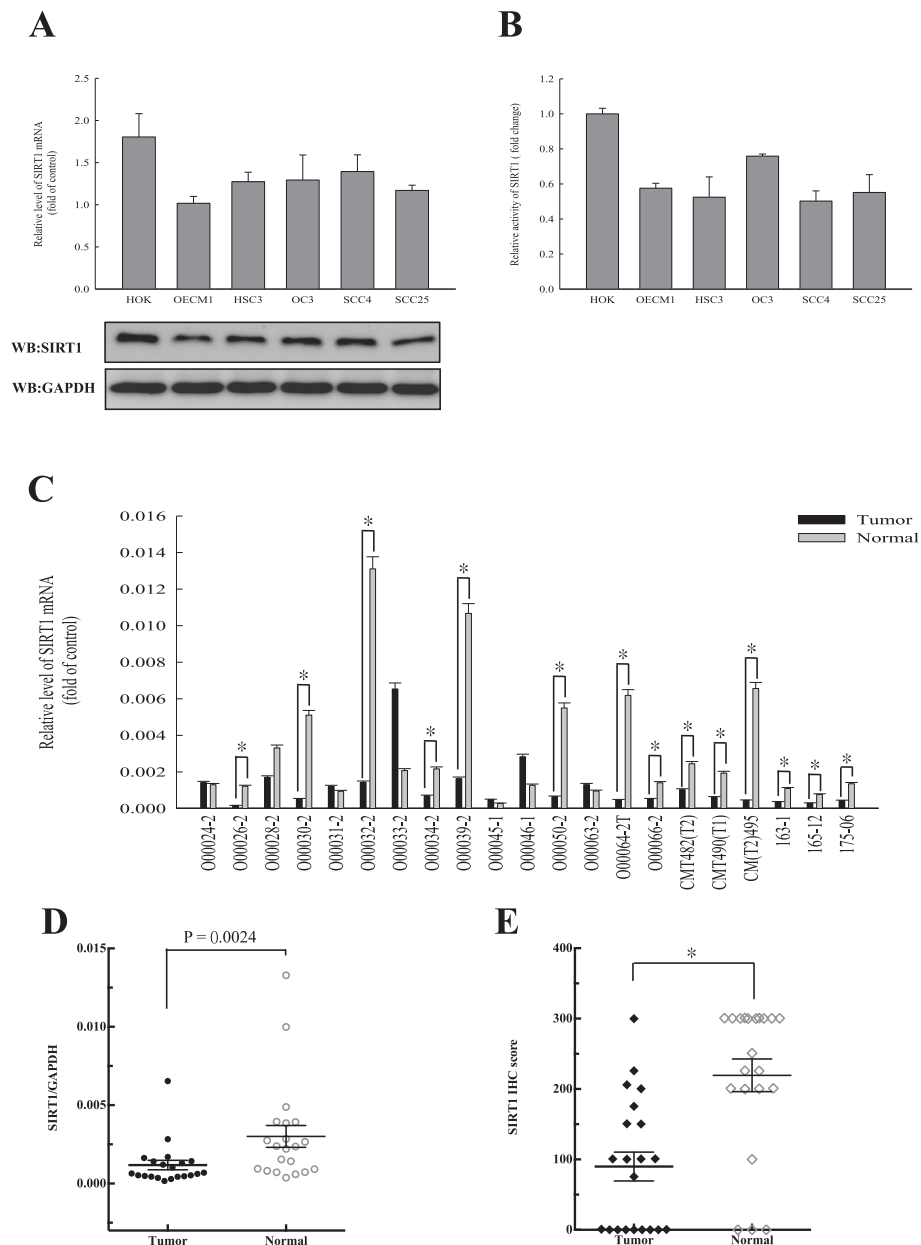 A
Relative level of SIRT1 mRNA
(fold of control)
2.5
2.0
1.5
1.0
0.5
0.0
HOK OECM1 HSC3 OC3 SCC4 SCC25
WB:SIRT1
WB:GAPDH
B
Relative activity of SIRT1 ( fold change)
1.2
1.0
0.8
0.6
0.4
0.2
0.0
HOK OECM1 HSC3 OC3 SCC4 SCC25
C
Relative level of SIRT1 mRNA
(fold of control)
0.016
0.014
0.012
0.010
0.008
0.006
0.004
0.002
0.000
Tumor
Normal
* * * * * * * * * * * * * *
O00024-2
O00026-2
O00028-2
O00030-2
O00031-2
O00032-2
O00033-2
O00034-2
O00039-2
O00045-1
O00046-1
O00050-2
O00063-2
O00064-2T
O00066-2
CMT482(T2)
CMT490(T1)
CM(T2)495
163-1
165-12
175-06
D
SIRT1/GAPDH
P = 0.0024
0.015
0.010
0.005
0.000
Tumor Normal
E
SIRT1 IHC score
*
400
300
200
100
0
Tumor Normal